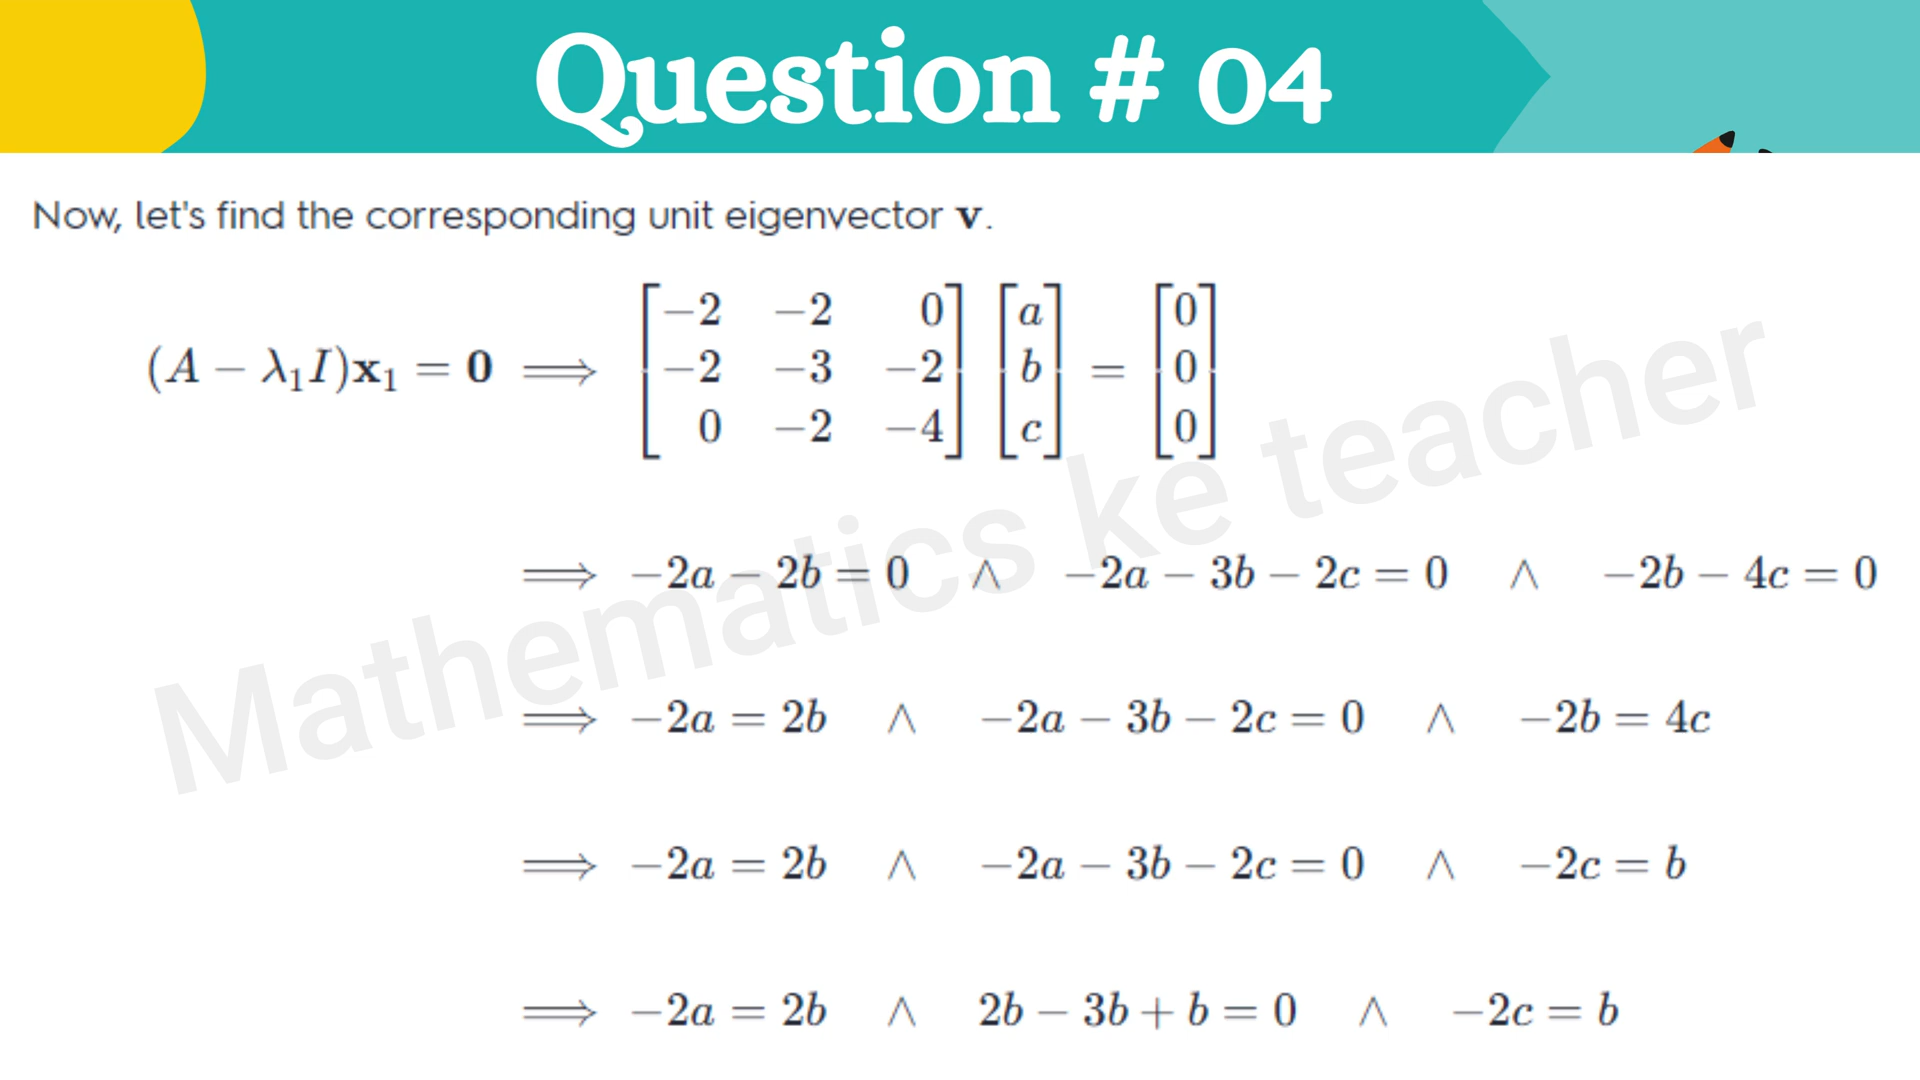 Question # 04
Now, let's find the corresponding unit eigenvector v.
(A − λ₁I)x₁ = 0 ⟹ [−2 −2 0; −2 −3 −2; 0 −2 −4] [a; b; c] = [0; 0; 0]
⟹ −2a − 2b = 0 ∧ −2a − 3b − 2c = 0 ∧ −2b − 4c = 0
⟹ −2a = 2b ∧ −2a − 3b − 2c = 0 ∧ −2b = 4c
⟹ −2a = 2b ∧ −2a − 3b − 2c = 0 ∧ −2c = b
⟹ −2a = 2b ∧ 2b − 3b + b = 0 ∧ −2c = b
Mathematics ke teacher